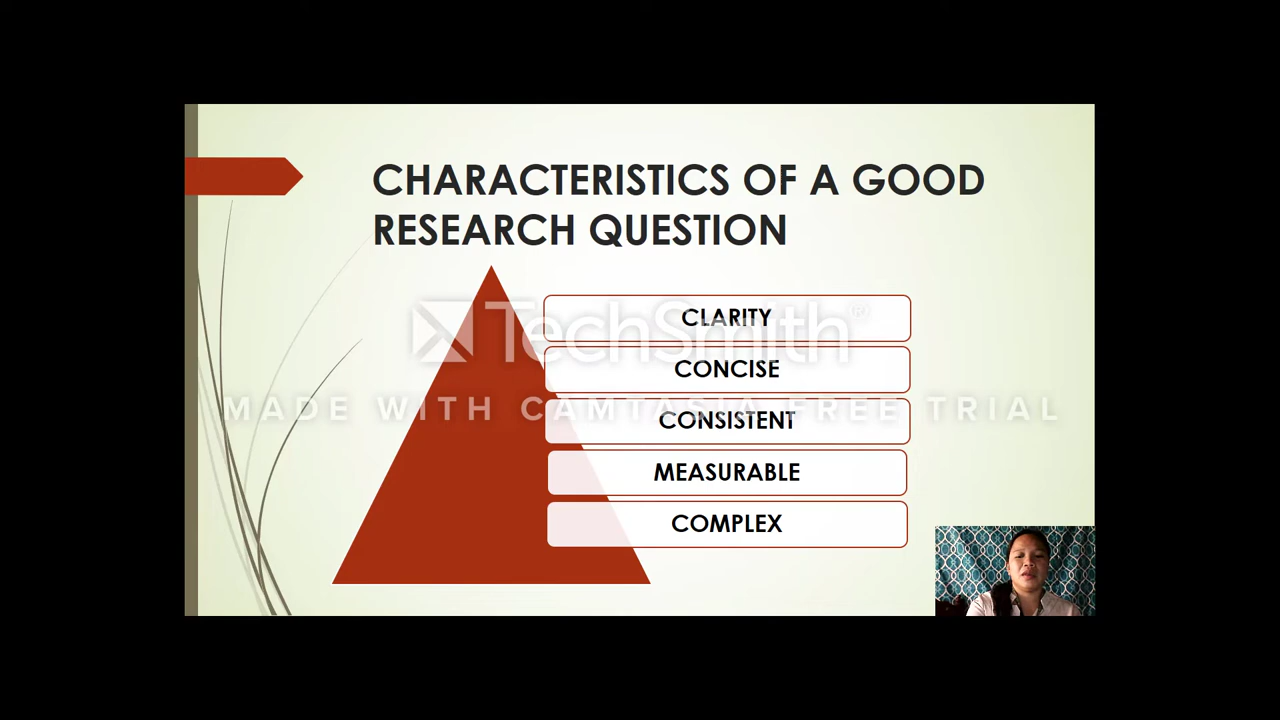 CHARACTERISTICS OF A GOOD
RESEARCH QUESTION
CLARITY
TechSmith
CONCISE
MADE WITH CAMTASIA FREE TRIAL
CONSISTENT
MEASURABLE
COMPLEX